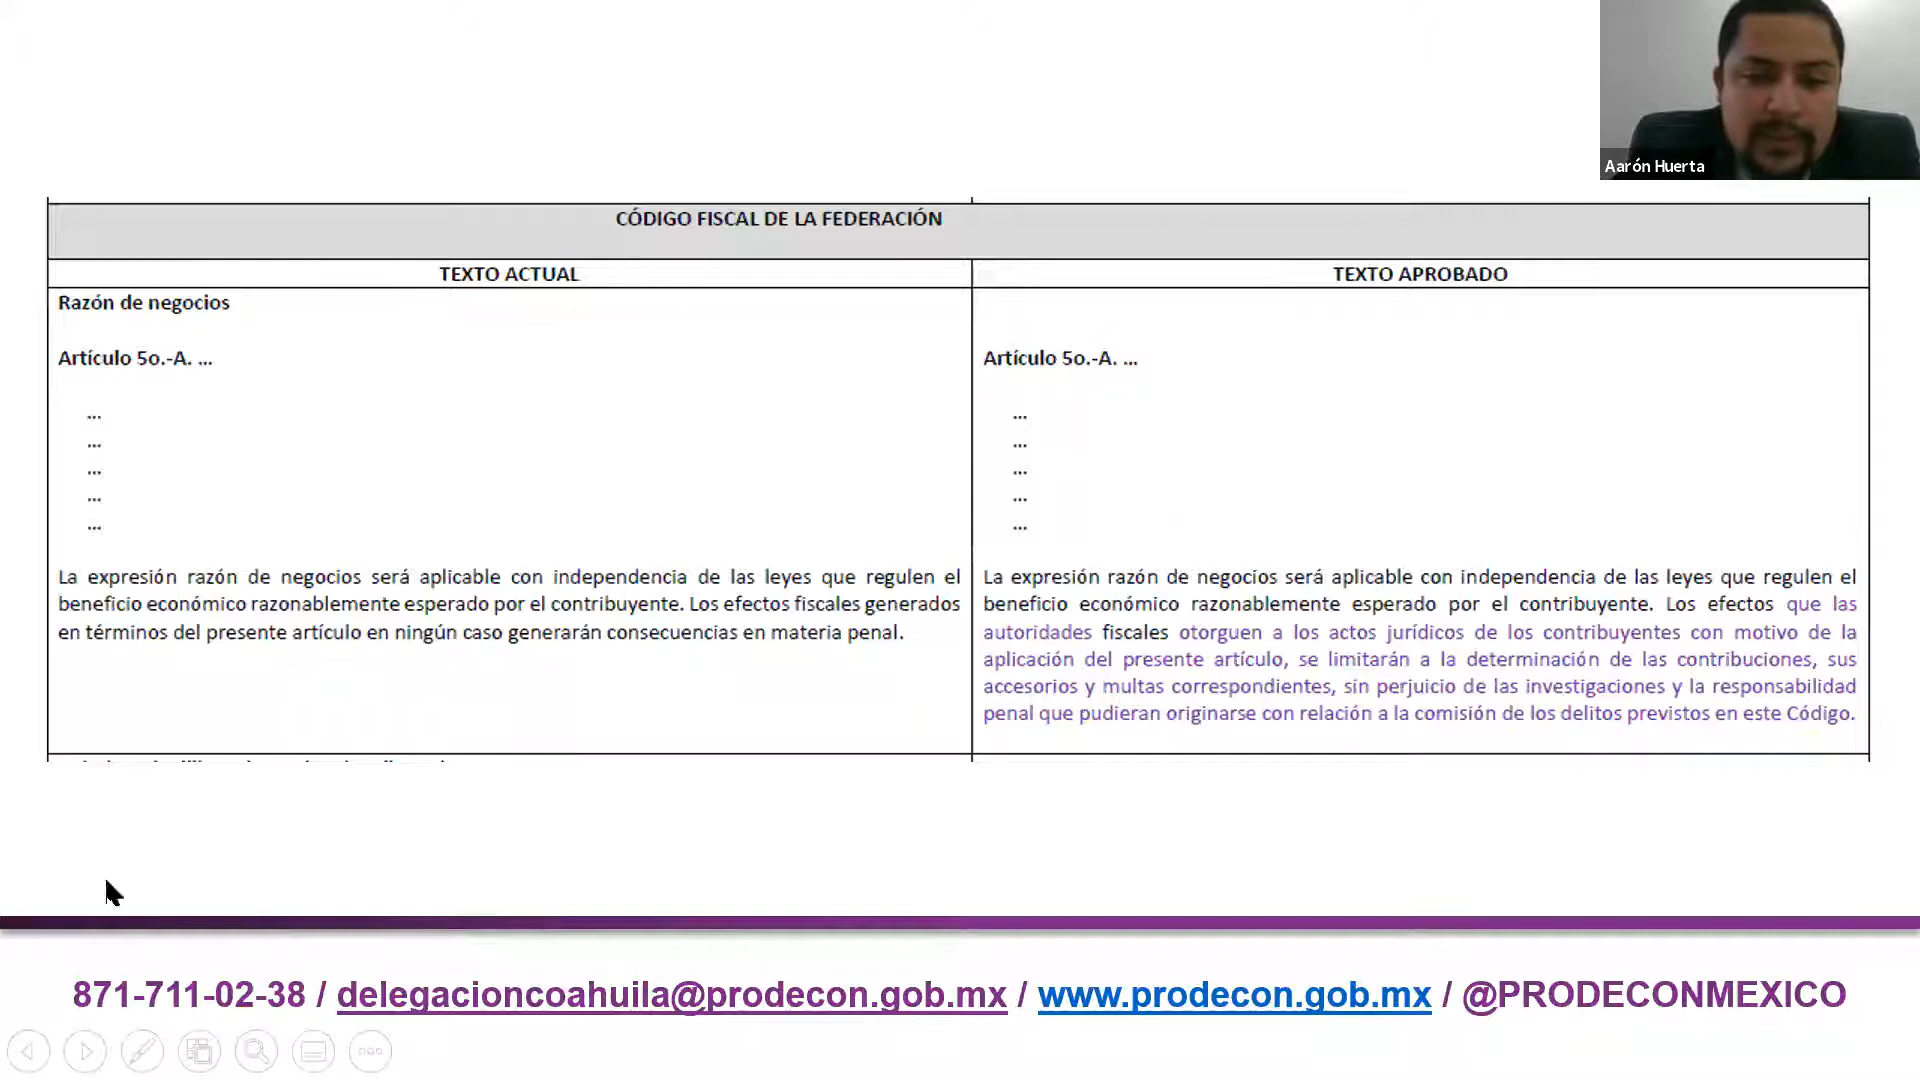 Aarón Huerta
CÓDIGO FISCAL DE LA FEDERACIÓN
TEXTO ACTUAL
TEXTO APROBADO
Razón de negocios
Artículo 5o.-A. ...
...
...
...
...
...
La expresión razón de negocios será aplicable con independencia de las leyes que regulen el
beneficio económico razonablemente esperado por el contribuyente. Los efectos fiscales generados
en términos del presente artículo en ningún caso generarán consecuencias en materia penal.
Artículo 5o.-A. ...
...
...
...
...
...
La expresión razón de negocios será aplicable con independencia de las leyes que regulen el
beneficio económico razonablemente esperado por el contribuyente. Los efectos que las
autoridades fiscales otorguen a los actos jurídicos de los contribuyentes con motivo de la
aplicación del presente artículo, se limitarán a la determinación de las contribuciones, sus
accesorios y multas correspondientes, sin perjuicio de las investigaciones y la responsabilidad
penal que pudieran originarse con relación a la comisión de los delitos previstos en este Código.
871-711-02-38 / delegacioncoahuila@prodecon.gob.mx / www.prodecon.gob.mx / @PRODECONMEXICO